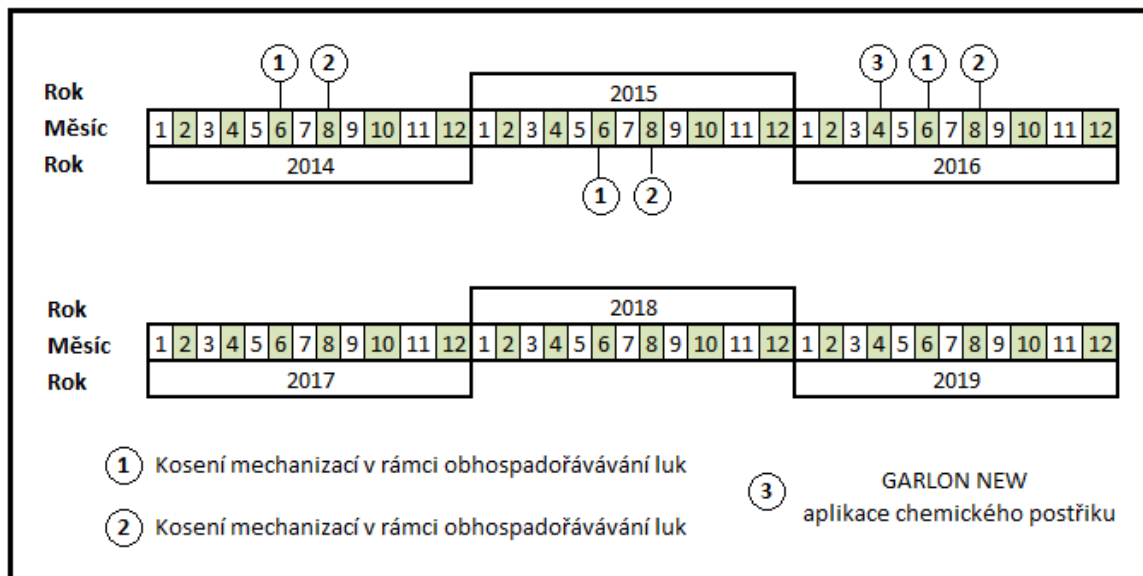 1 2 3 1 2
Rok 2015
Měsíc 1 2 3 4 5 6 7 8 9 10 11 12 1 2 3 4 5 6 7 8 9 10 11 12 1 2 3 4 5 6 7 8 9 10 11 12
Rok 2014 2016
1 2
Rok 2018
Měsíc 1 2 3 4 5 6 7 8 9 10 11 12 1 2 3 4 5 6 7 8 9 10 11 12 1 2 3 4 5 6 7 8 9 10 11 12
Rok 2017 2019
1 Kosení mechanizací v rámci obhospadořávávání luk
2 Kosení mechanizací v rámci obhospadořávávání luk
3 GARLON NEW
aplikace chemického postřiku